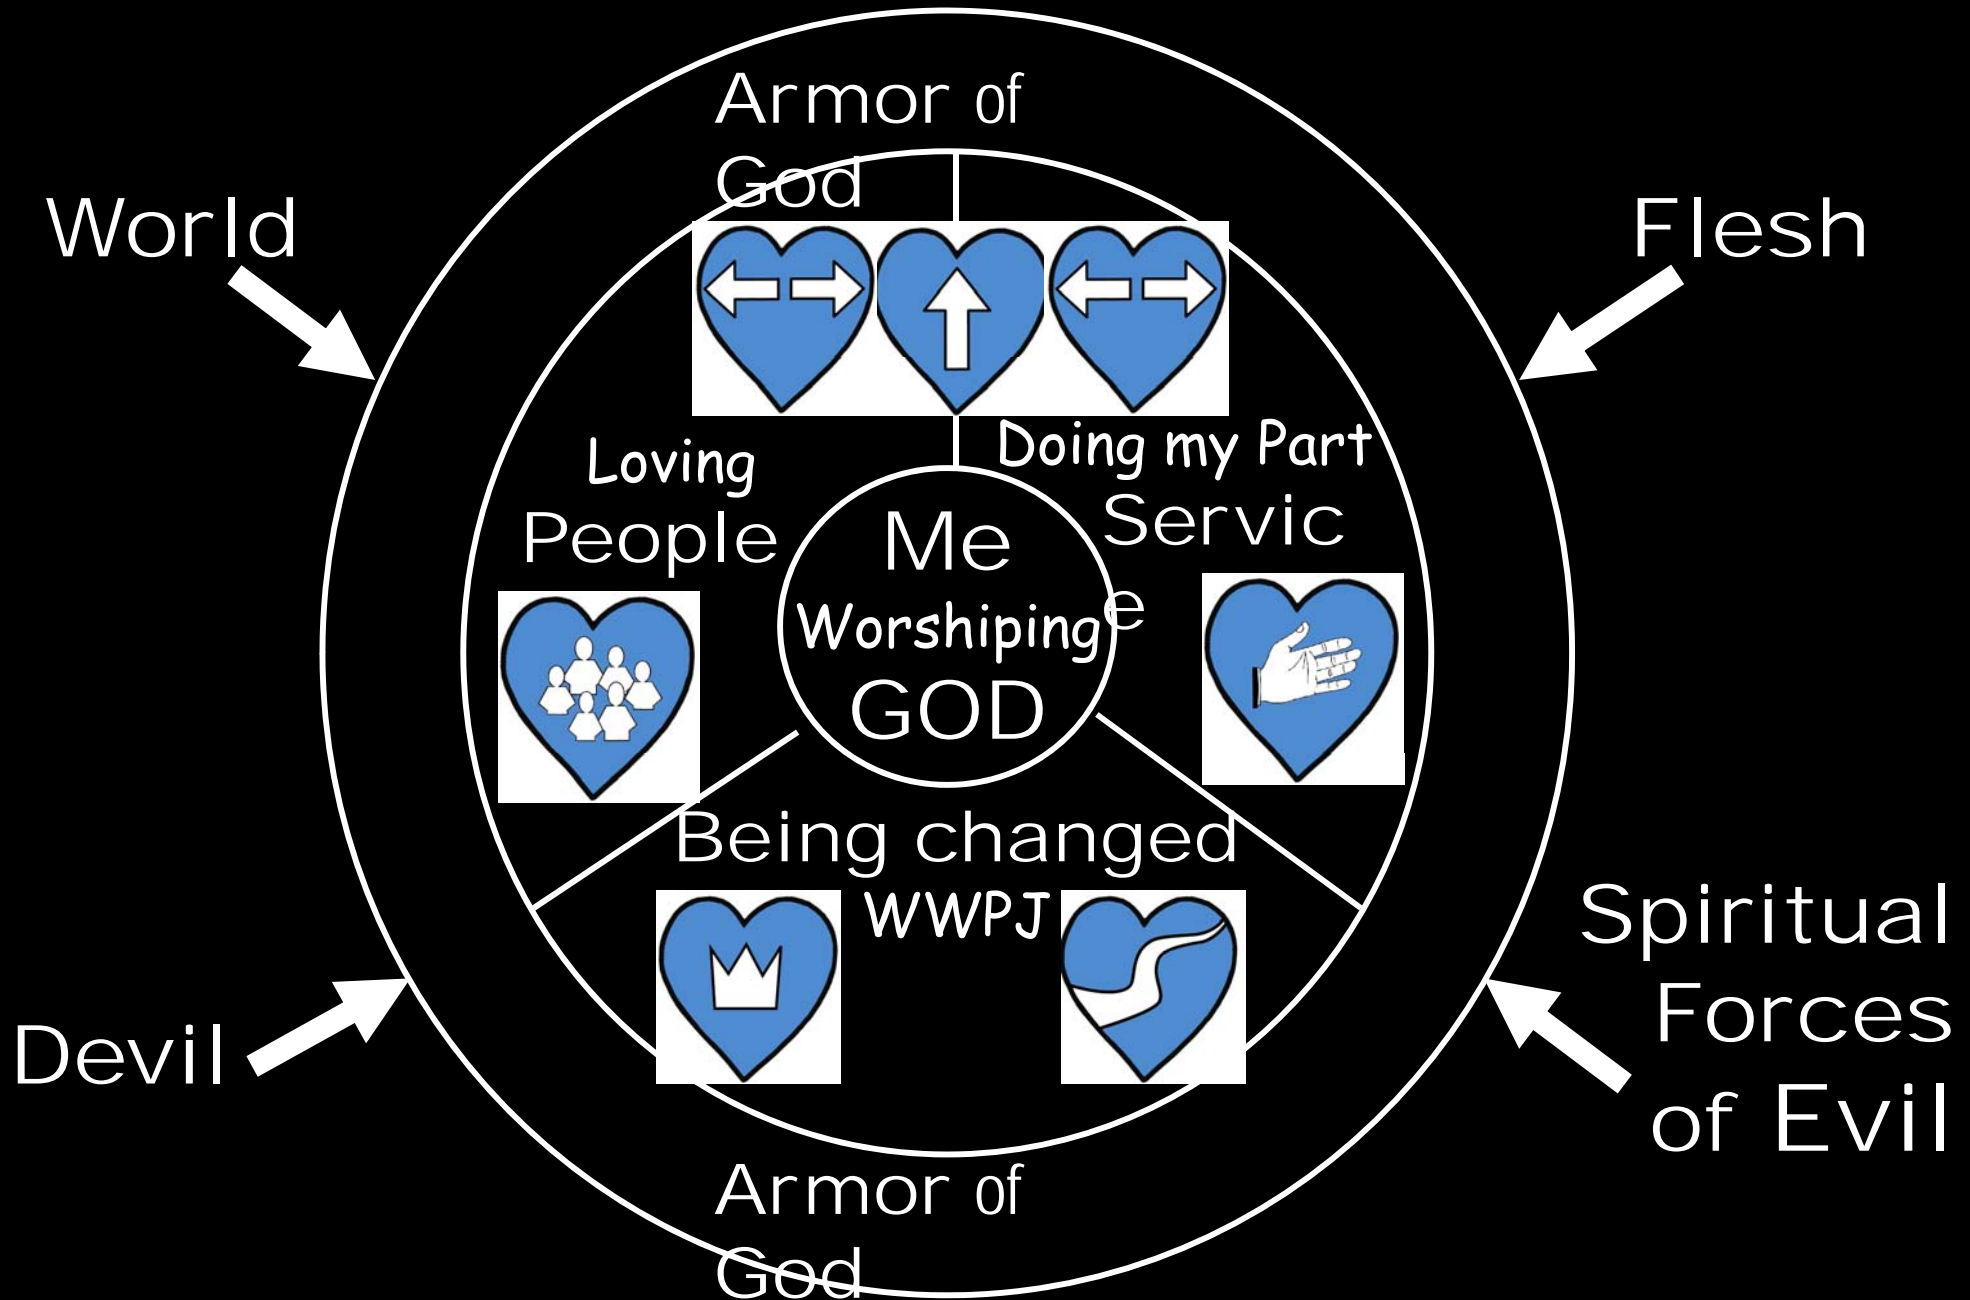 Armor of
God
World
Flesh
Loving
People
Doing my Part
Servic
e
Me
Worshiping
GOD
Being changed
WWPJ
Devil
Spiritual
Forces
of Evil
Armor of
God